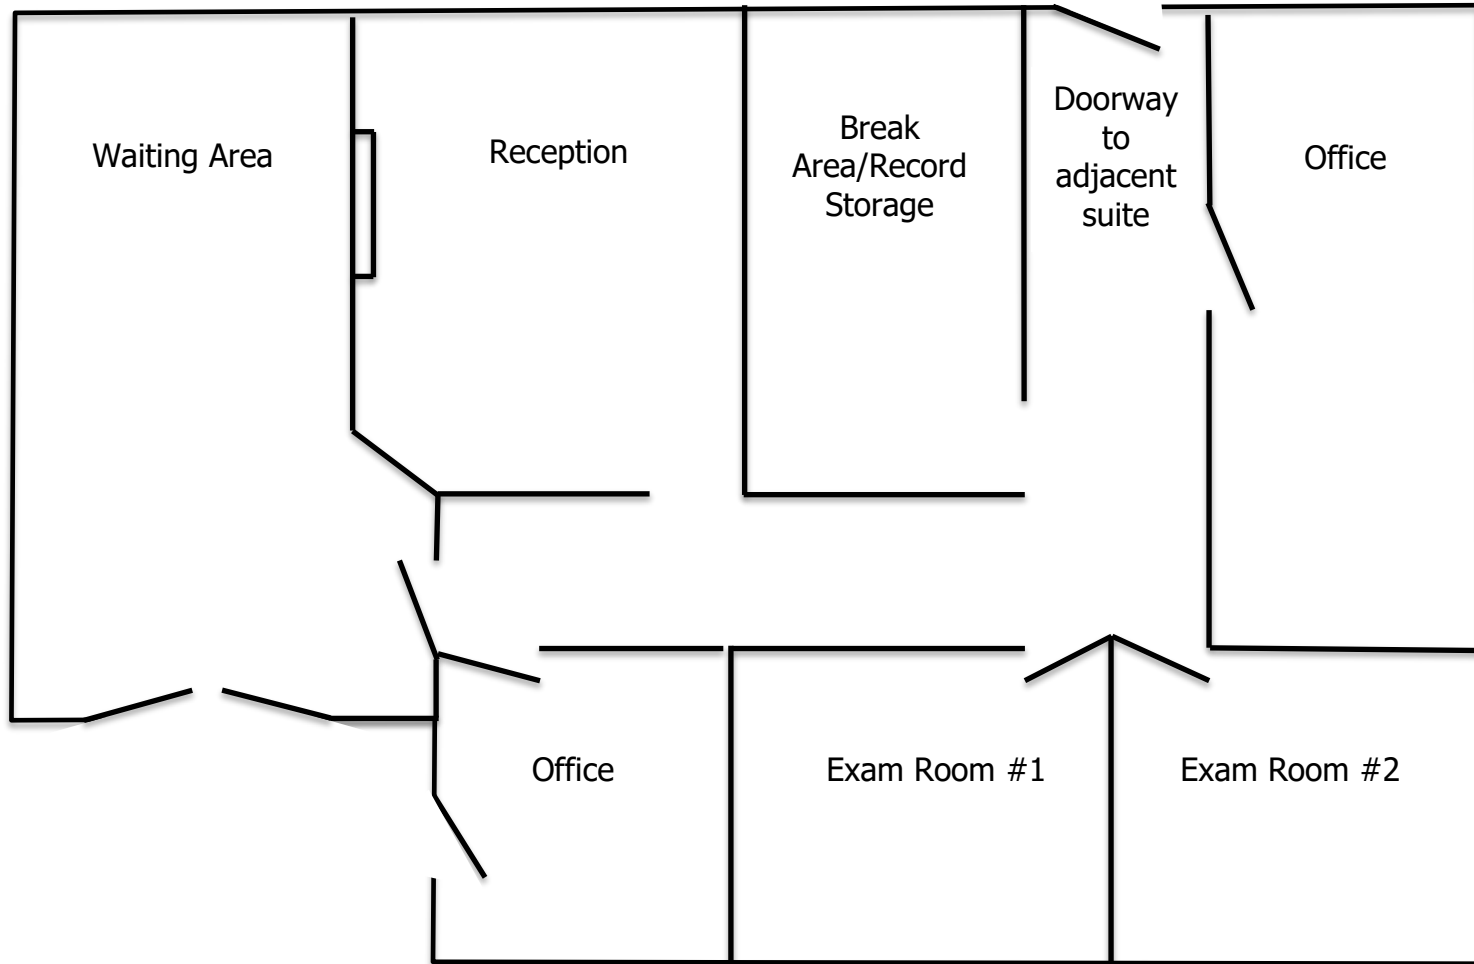 Waiting Area
Reception
Break
Area/Record
Storage
Doorway
to
adjacent
suite
Office
Office
Exam Room #1
Exam Room #2